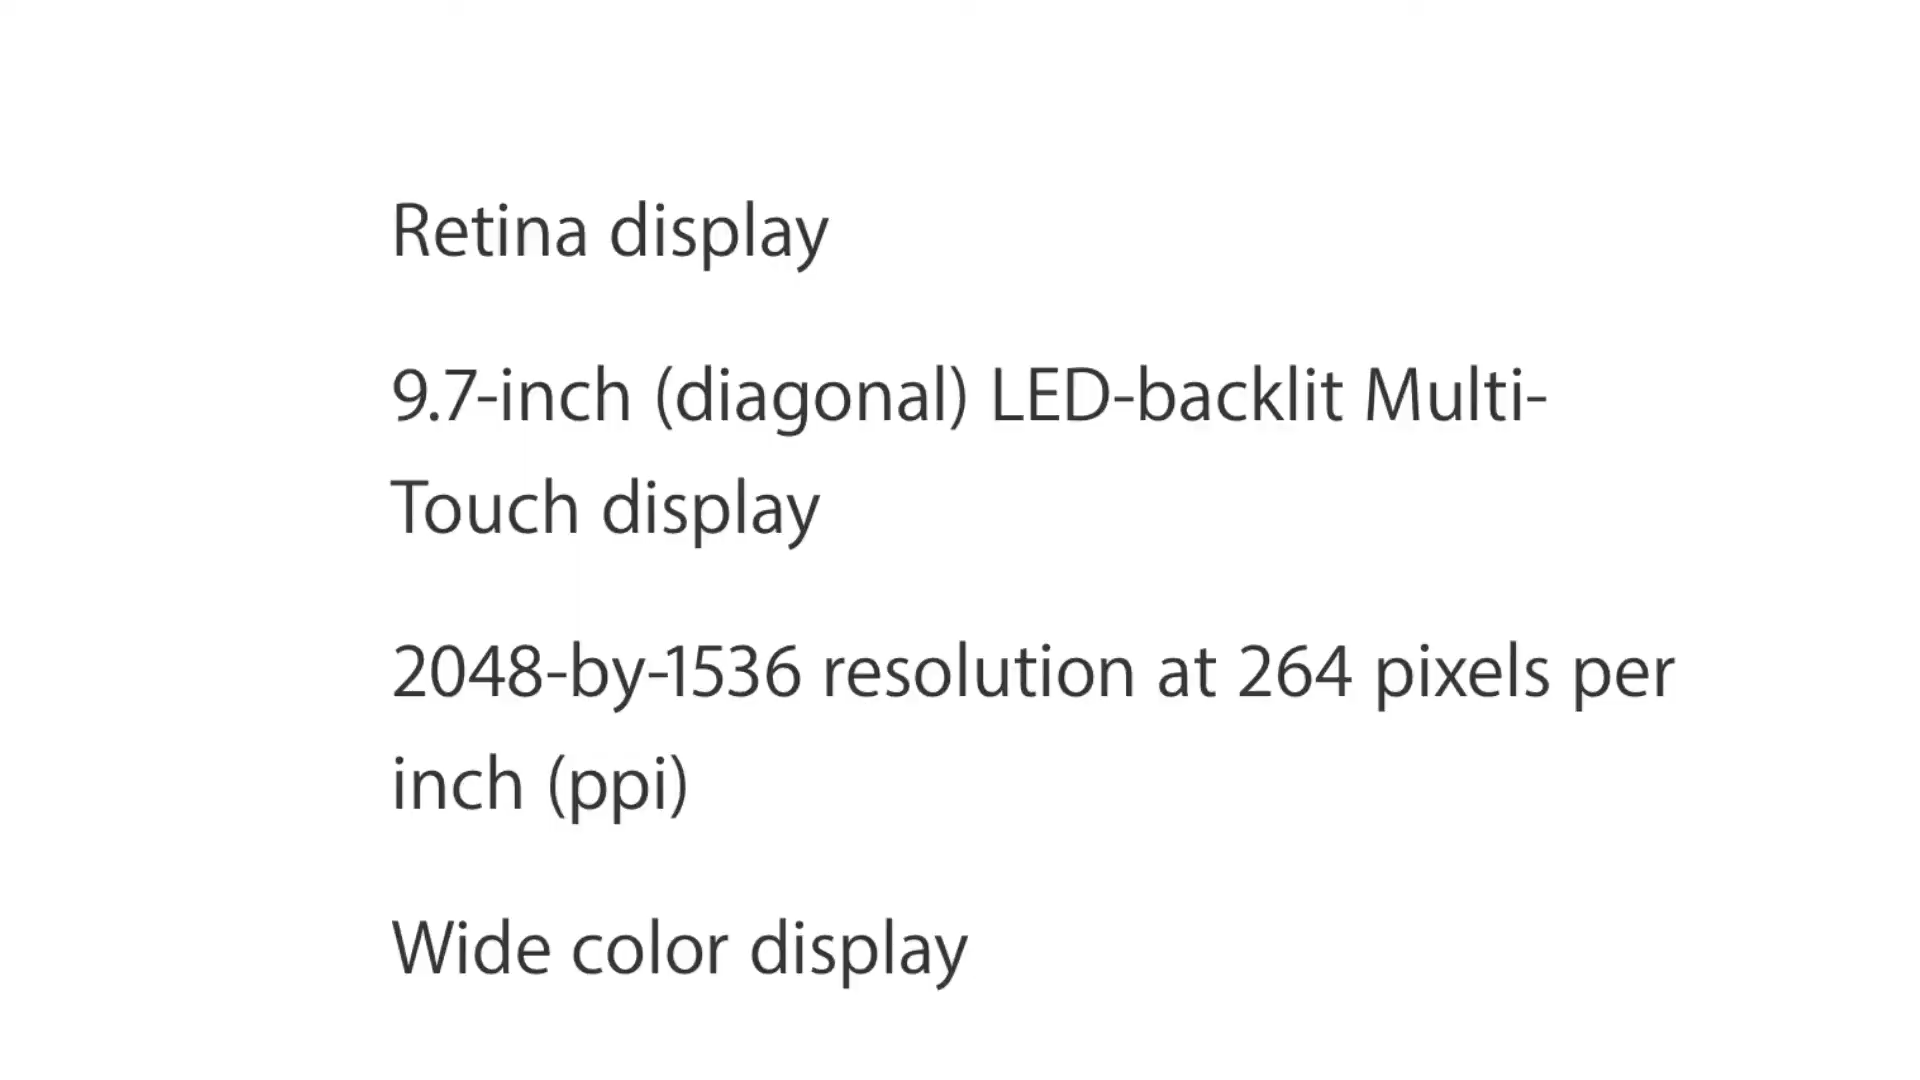 Retina display
9.7-inch (diagonal) LED-backlit Multi-
Touch display
2048-by-1536 resolution at 264 pixels per
inch (ppi)
Wide color display